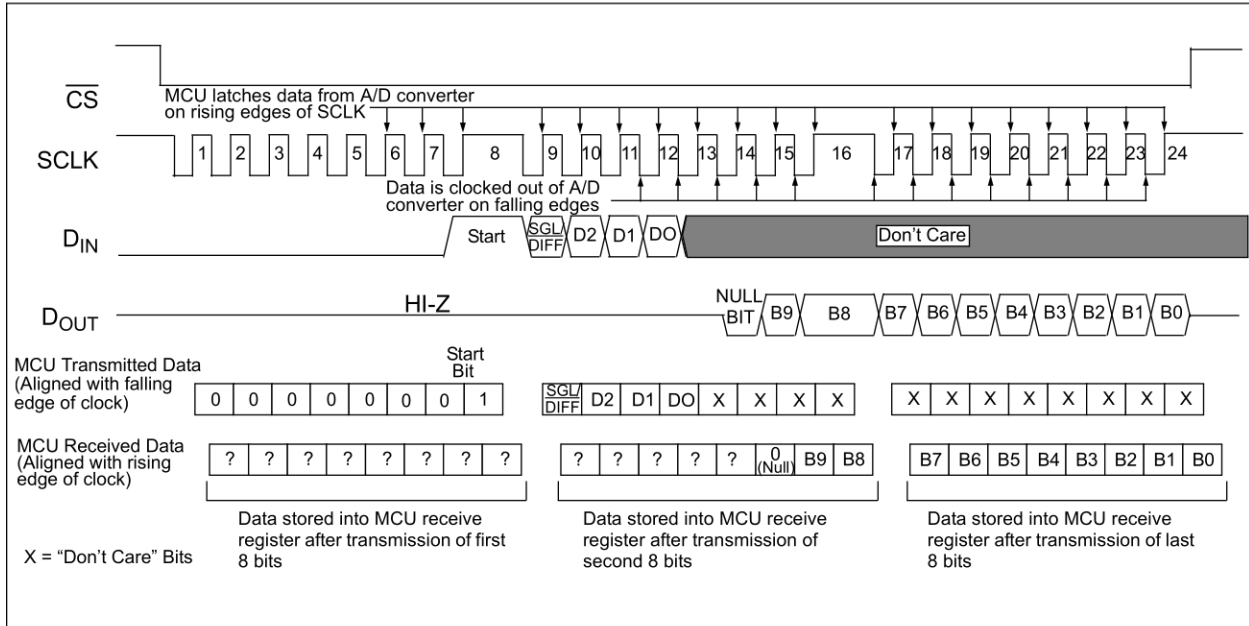 CS
MCU latches data from A/D converter
on rising edges of SCLK
SCLK
1 2 3 4 5 6 7 8 9 10 11 12 13 14 15 16 17 18 19 20 21 22 23 24
Data is clocked out of A/D
converter on falling edges
DIN
Start SGL/DIFF D2 D1 DO Don't Care
HI-Z
DOUT
NULL BIT B9 B8 B7 B6 B5 B4 B3 B2 B1 B0
MCU Transmitted Data
(Aligned with falling
edge of clock)
Start
Bit
0 0 0 0 0 0 0 1 SGL/DIFF D2 D1 DO X X X X X X X X X X X X
MCU Received Data
(Aligned with rising
edge of clock)
? ? ? ? ? ? ? ? ? ? ? ? ? 0 (Null) B9 B8 B7 B6 B5 B4 B3 B2 B1 B0
Data stored into MCU receive
register after transmission of first
8 bits
Data stored into MCU receive
register after transmission of
second 8 bits
Data stored into MCU receive
register after transmission of last
8 bits
X = “Don't Care” Bits